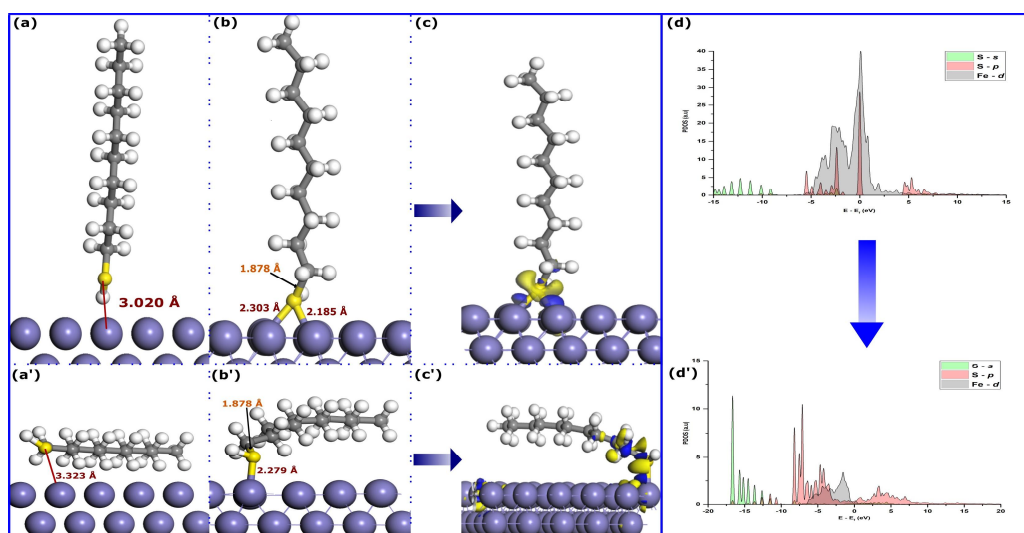 (a)
3.020 Å
(b)
1.878 Å
2.303 Å
2.185 Å
(c)
(d)
40
35
30
25
20
15
10
5
0
PDOS (a.u)
-15
-10
-5
0
5
10
15
E - Ef (eV)
S - s
S - p
Fe - d
(a')
3.323 Å
(b')
1.878 Å
2.279 Å
(c')
(d')
15
10
5
0
PDOS (a.u)
-20
-15
-10
-5
0
5
10
15
20
E - Ef (eV)
S - s
S - p
Fe - d